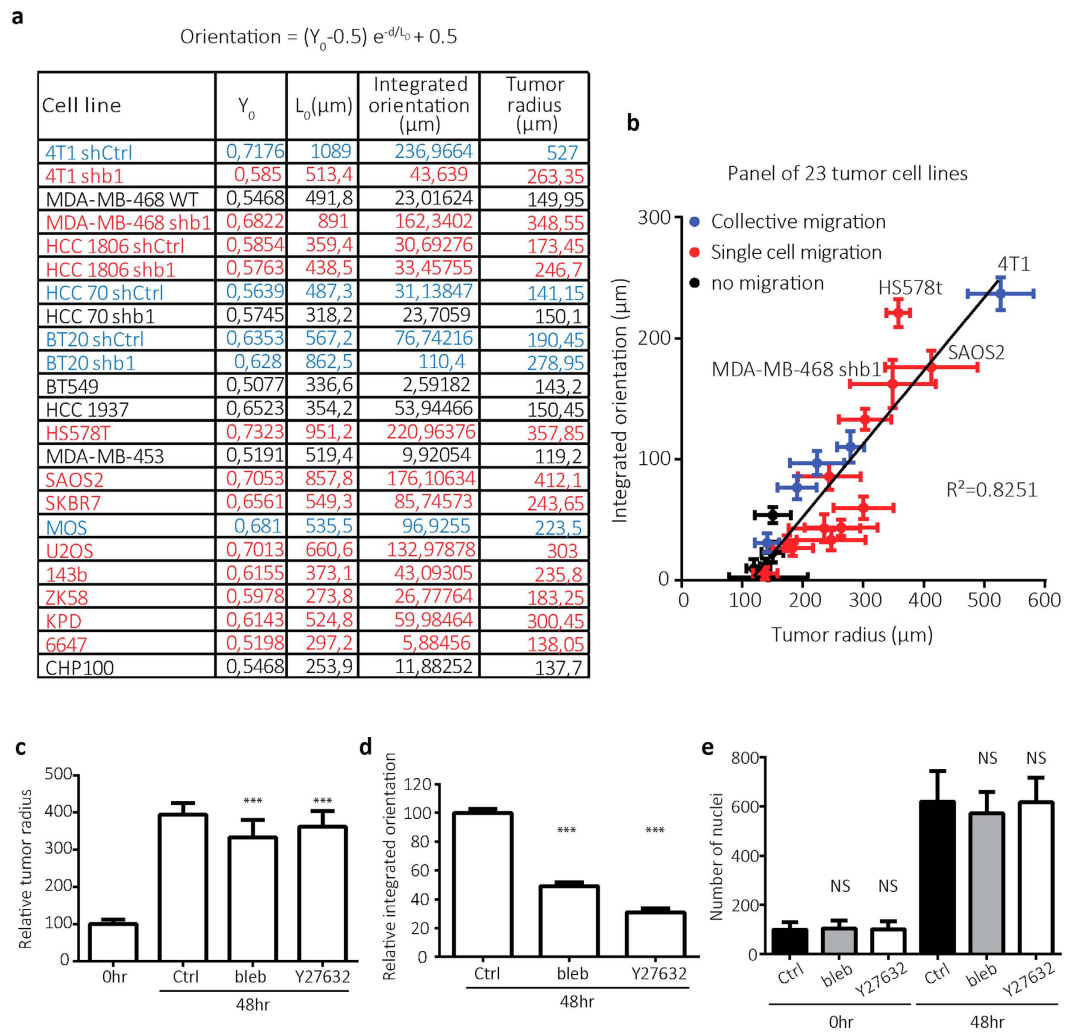 a
Orientation = (Y₀-0.5) e^-d/L₀ + 0.5
Cell line Y₀ L₀(µm) Integrated orientation (µm) Tumor radius (µm)
4T1 shCtrl 0,7176 1089 236,9664 527
4T1 shb1 0,585 513,4 43,639 263,35
MDA-MB-468 WT 0,5468 491,8 23,01624 149,95
MDA-MB-468 shb1 0,6822 891 162,3402 348,55
HCC 1806 shCtrl 0,5854 359,4 30,69276 173,45
HCC 1806 shb1 0,5763 438,5 33,45755 246,7
HCC 70 shCtrl 0,5639 487,3 31,13847 141,15
HCC 70 shb1 0,5745 318,2 23,7059 150,1
BT20 shCtrl 0,6353 567,2 76,74216 190,45
BT20 shb1 0,628 862,5 110,4 278,95
BT549 0,5077 336,6 2,59182 143,2
HCC 1937 0,6523 354,2 53,94466 150,45
HS578T 0,7323 951,2 220,96376 357,85
MDA-MB-453 0,5191 519,4 9,92054 119,2
SAOS2 0,7053 857,8 176,10634 412,1
SKBR7 0,6561 549,3 85,74573 243,65
MOS 0,681 535,5 96,9255 223,5
U2OS 0,7013 660,6 132,97878 303
143b 0,6155 373,1 43,09305 235,8
ZK58 0,5978 273,8 26,77764 183,25
KPD 0,6143 524,8 59,98464 300,45
6647 0,5198 297,2 5,88456 138,05
CHP100 0,5468 253,9 11,88252 137,7
b
Panel of 23 tumor cell lines
Collective migration
Single cell migration
no migration
4T1
HS578t
SAOS2
MDA-MB-468 shb1
R²=0.8251
Integrated orientation (µm)
300
200
100
0
0 100 200 300 400 500 600
Tumor radius (µm)
c
Relative tumor radius
500
400
300
200
100
0
*** ***
0hr Ctrl bleb Y27632
48hr
d
Relative integrated orientation
120
100
80
60
40
20
0
*** ***
Ctrl bleb Y27632
48hr
e
Number of nuclei
800
600
400
200
0
NS NS NS NS
Ctrl bleb Y27632 Ctrl bleb Y27632
0hr 48hr